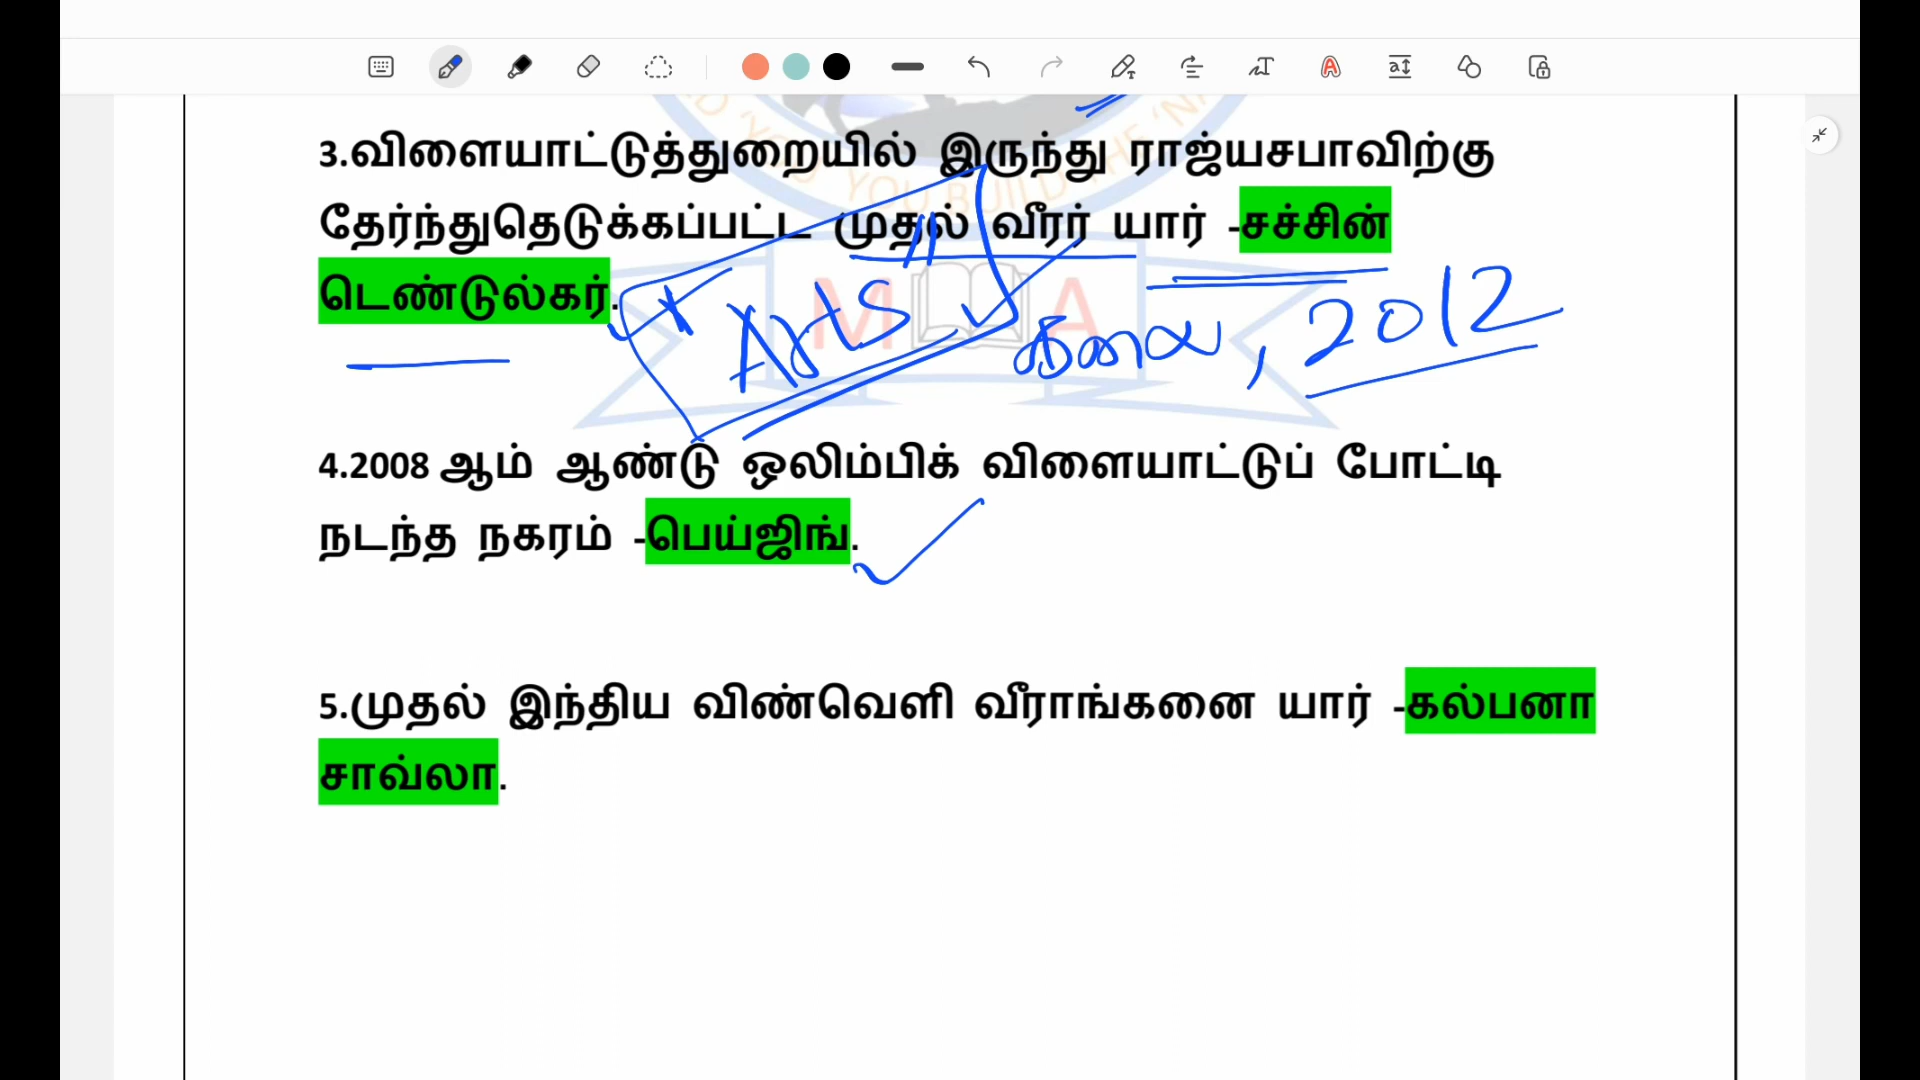 3.விளையாட்டுத்துறையில் இருந்து ராஜ்யசபாவிற்கு
தேர்ந்துதெடுக்கப்பட்ட முதல் வீரர் யார் -சச்சின்
டெண்டுல்கர்.
Arts கலை, 2012
4.2008 ஆம் ஆண்டு ஒலிம்பிக் விளையாட்டுப் போட்டி
நடந்த நகரம் -பெய்ஜிங்.
5.முதல் இந்திய விண்வெளி வீராங்கனை யார் -கல்பனா
சாவ்லா.